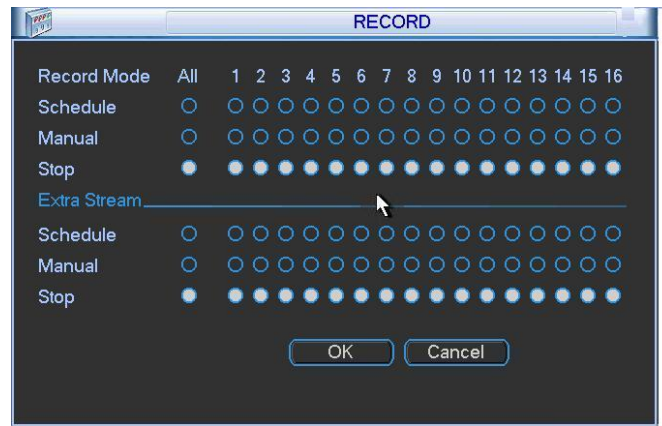 RECORD
Record Mode All 1 2 3 4 5 6 7 8 9 10 11 12 13 14 15 16
Schedule
Manual
Stop
Extra Stream
Schedule
Manual
Stop
OK Cancel